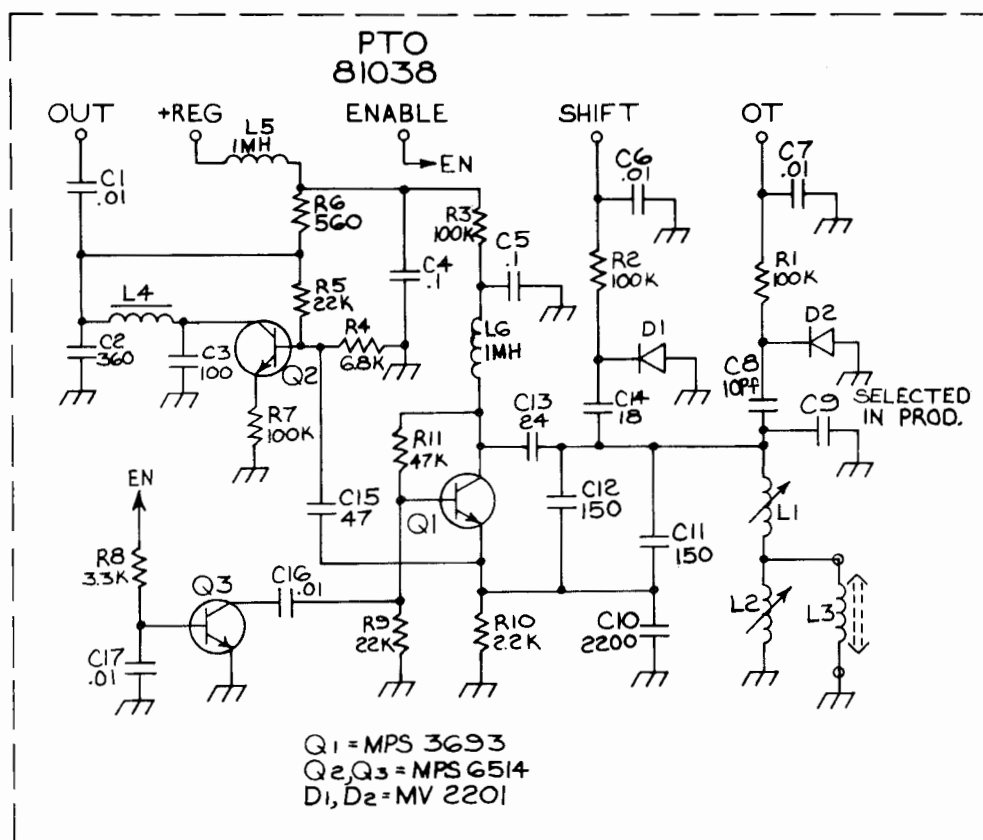 PTO
81038
OUT
+REG
ENABLE
SHIFT
OT
L5
1MH
EN
C1
.01
R6
560
R3
100K
C6
.01
C7
.01
C5
.1
C4
.1
R2
100K
R1
100K
L4
R5
22K
R4
6.8K
L6
1MH
D1
D2
C2
360
C3
100
Q2
C8
10Pf
C14
18
C9
SELECTED
IN PROD.
R7
100K
C13
24
R11
47K
EN
C15
47
Q1
C12
150
C11
150
L1
R8
3.3K
Q3
C16
.01
L2
L3
R9
22K
R10
2.2K
C10
2200
C17
.01
Q1 = MPS 3693
Q2,Q3 = MPS 6514
D1, D2 = MV 2201